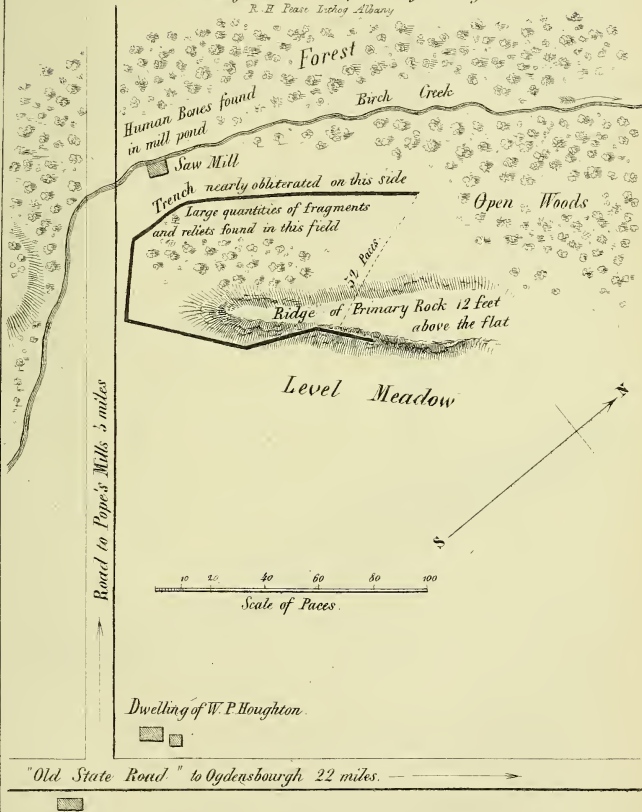 R. H. Pease Lithog Albany
Forest
Birch Creek
Human Bones found
in mill pond
Saw Mill
Trench nearly obliterated on this side
Large quantities of fragments
and relicts found in this field
Open Woods
52 Paces
Ridge of Primary Rock 12 feet
above the flat
Level Meadow
N
S
Road to Pope's Mills 5 miles
10 20 40 60 80 100
Scale of Paces.
Dwelling of W. P. Houghton.
"Old State Road" to Ogdensbourgh 22 miles.